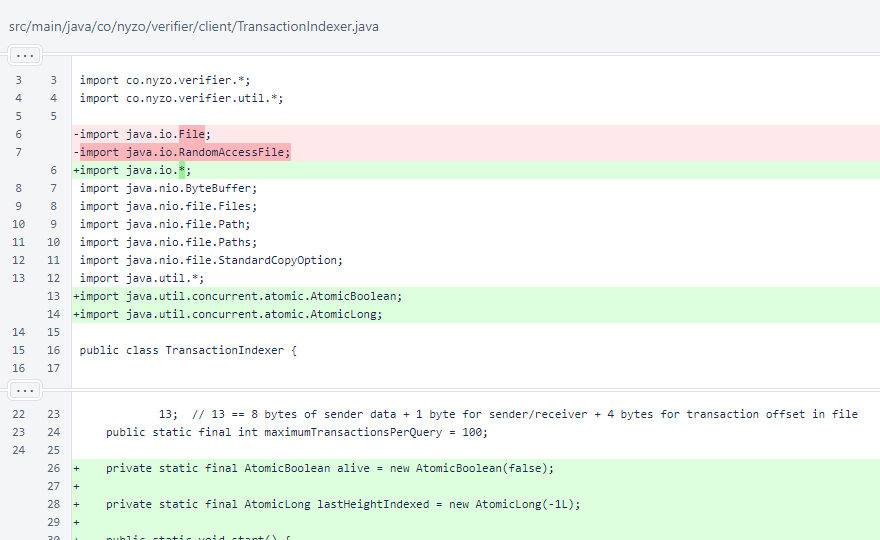 src/main/java/co/nyzo/verifier/client/TransactionIndexer.java
...
3 3 import co.nyzo.verifier.*;
4 4 import co.nyzo.verifier.util.*;
5 5
6 -import java.io.File;
7 -import java.io.RandomAccessFile;
6 +import java.io.*;
8 7 import java.nio.ByteBuffer;
9 8 import java.nio.file.Files;
10 9 import java.nio.file.Path;
11 10 import java.nio.file.Paths;
12 11 import java.nio.file.StandardCopyOption;
13 12 import java.util.*;
13 +import java.util.concurrent.atomic.AtomicBoolean;
14 +import java.util.concurrent.atomic.AtomicLong;
14 15
15 16 public class TransactionIndexer {
16 17
...
22 23 13; // 13 == 8 bytes of sender data + 1 byte for sender/receiver + 4 bytes for transaction offset in file
23 24 public static final int maximumTransactionsPerQuery = 100;
24 25
26 + private static final AtomicBoolean alive = new AtomicBoolean(false);
27 +
28 + private static final AtomicLong lastHeightIndexed = new AtomicLong(-1L);
29 +
30 + public static void start() {